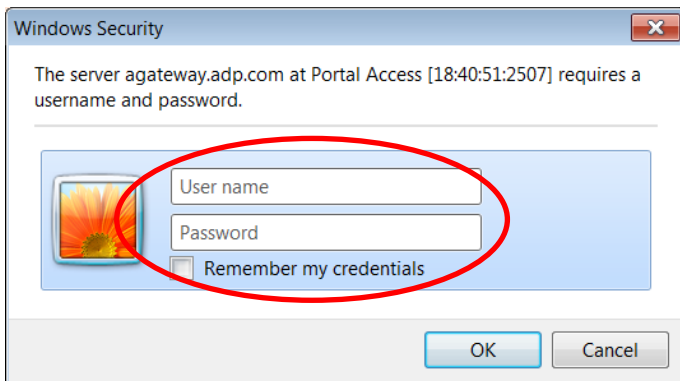 Windows Security
The server agateway.adp.com at Portal Access [18:40:51:2507] requires a
username and password.
User name
Password
Remember my credentials
OK Cancel